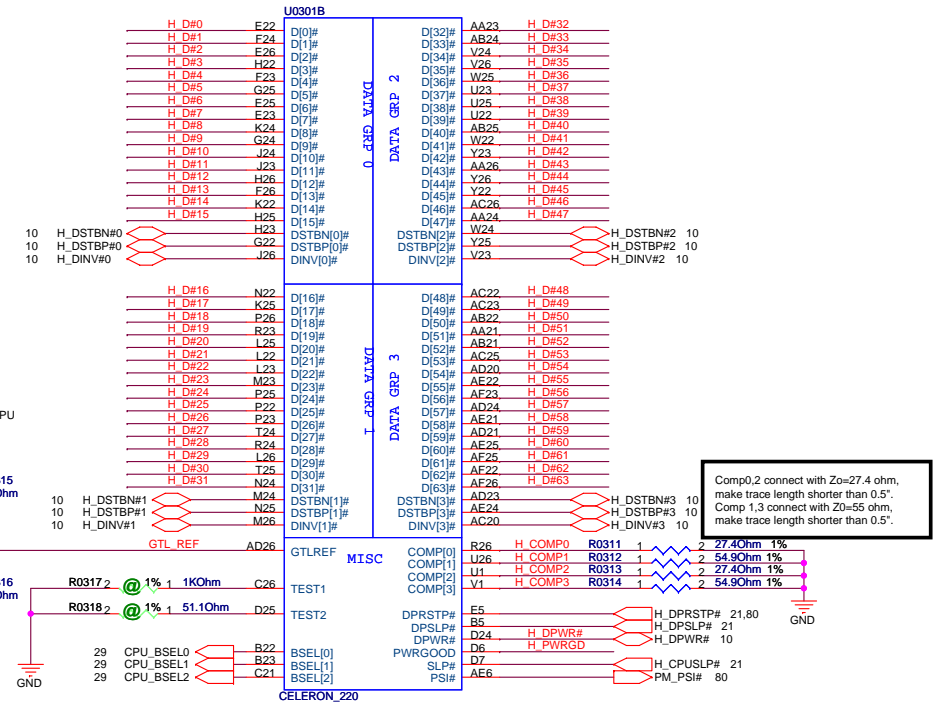 U0301B
H_D#0 E22 D[0]# D[32]# AA23 H_D#32
H_D#1 F24 D[1]# D[33]# AB24 H_D#33
H_D#2 E26 D[2]# D[34]# V24 H_D#34
H_D#3 H22 D[3]# D[35]# V26 H_D#35
H_D#4 F23 D[4]# D[36]# W25 H_D#36
H_D#5 G25 D[5]# D[37]# U23 H_D#37
H_D#6 E25 D[6]# D[38]# U25 H_D#38
H_D#7 E23 D[7]# D[39]# U22 H_D#39
H_D#8 K24 D[8]# D[40]# AB25 H_D#40
H_D#9 G24 D[9]# D[41]# W22 H_D#41
H_D#10 J24 D[10]# D[42]# Y23 H_D#42
H_D#11 J23 D[11]# D[43]# AA26 H_D#43
H_D#12 H26 D[12]# D[44]# Y26 H_D#44
H_D#13 F26 D[13]# D[45]# Y22 H_D#45
H_D#14 K22 D[14]# D[46]# AC26 H_D#46
H_D#15 H25 D[15]# D[47]# AA24 H_D#47
10 H_DSTBN#0 H23 DSTBN[0]# DSTBN[2]# W24 H_DSTBN#2 10
10 H_DSTBP#0 G22 DSTBP[0]# DSTBP[2]# Y25 H_DSTBP#2 10
10 H_DINV#0 J26 DINV[0]# DINV[2]# V23 H_DINV#2 10
DATA GRP 0
DATA GRP 2
H_D#16 N22 D[16]# D[48]# AC22 H_D#48
H_D#17 K25 D[17]# D[49]# AC23 H_D#49
H_D#18 P26 D[18]# D[50]# AB22 H_D#50
H_D#19 R23 D[19]# D[51]# AA21 H_D#51
H_D#20 L25 D[20]# D[52]# AB21 H_D#52
H_D#21 L22 D[21]# D[53]# AC25 H_D#53
H_D#22 L23 D[22]# D[54]# AD20 H_D#54
H_D#23 M23 D[23]# D[55]# AE22 H_D#55
H_D#24 P25 D[24]# D[56]# AF23 H_D#56
H_D#25 P22 D[25]# D[57]# AD24 H_D#57
H_D#26 P23 D[26]# D[58]# AE21 H_D#58
H_D#27 T24 D[27]# D[59]# AD21 H_D#59
H_D#28 R24 D[28]# D[60]# AE25 H_D#60
H_D#29 L26 D[29]# D[61]# AF25 H_D#61
H_D#30 T25 D[30]# D[62]# AF22 H_D#62
H_D#31 N24 D[31]# D[63]# AF26 H_D#63
10 H_DSTBN#1 M24 DSTBN[1]# DSTBN[3]# AD23 H_DSTBN#3 10
10 H_DSTBP#1 N25 DSTBP[1]# DSTBP[3]# AE24 H_DSTBP#3 10
10 H_DINV#1 M26 DINV[1]# DINV[3]# AC20 H_DINV#3 10
DATA GRP 1
DATA GRP 3
PU
315
Ohm
Comp0,2 connect with Zo=27.4 ohm,
make trace length shorter than 0.5".
Comp 1,3 connect with Z0=55 ohm,
make trace length shorter than 0.5".
GTL_REF AD26 GTLREF MISC COMP[0] R26 H_COMP0 R0311 1 2 27.4Ohm 1%
COMP[1] U26 H_COMP1 R0312 1 2 54.9Ohm 1%
COMP[2] U1 H_COMP2 R0313 1 2 27.4Ohm 1%
COMP[3] V1 H_COMP3 R0314 1 2 54.9Ohm 1%
316
Ohm
R0317 2 @ 1% 1 1KOhm C26 TEST1
R0318 2 @ 1% 1 51.1Ohm D25 TEST2
GND
DPRSTP# E5 H_DPRSTP# 21,80
DPSLP# B5 H_DPSLP# 21
DPWR# D24 H_DPWR# H_DPWR# 10
29 CPU_BSEL0 B22 BSEL[0] PWRGOOD D6 H_PWRGD
29 CPU_BSEL1 B23 BSEL[1] SLP# D7 H_CPUSLP# 21
29 CPU_BSEL2 C21 BSEL[2] PSI# AE6 PM_PSI# 80
GND
CELERON_220